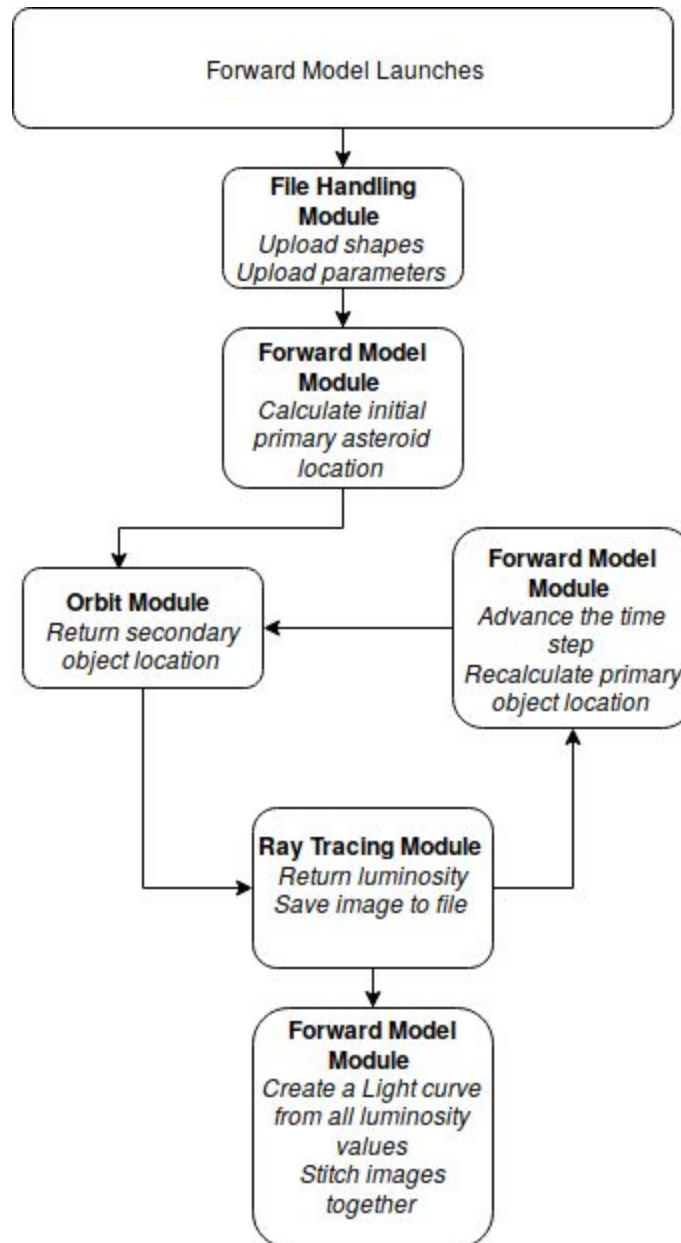 Forward Model Launches
File Handling
Module
Upload shapes
Upload parameters
Forward Model
Module
Calculate initial
primary asteroid
location
Orbit Module
Return secondary
object location
Forward Model
Module
Advance the time
step
Recalculate primary
object location
Ray Tracing Module
Return luminosity
Save image to file
Forward Model
Module
Create a Light curve
from all luminosity
values
Stitch images
together